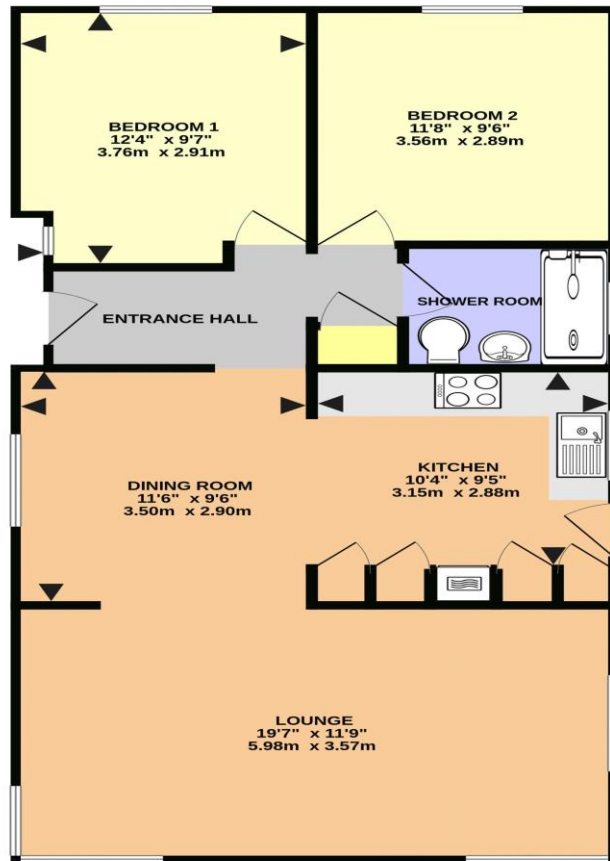 BEDROOM 1
12'4" x 9'7"
3.76m x 2.91m
BEDROOM 2
11'8" x 9'6"
3.56m x 2.89m
ENTRANCE HALL
SHOWER ROOM
DINING ROOM
11'6" x 9'6"
3.50m x 2.90m
KITCHEN
10'4" x 9'5"
3.15m x 2.88m
LOUNGE
19'7" x 11'9"
5.98m x 3.57m